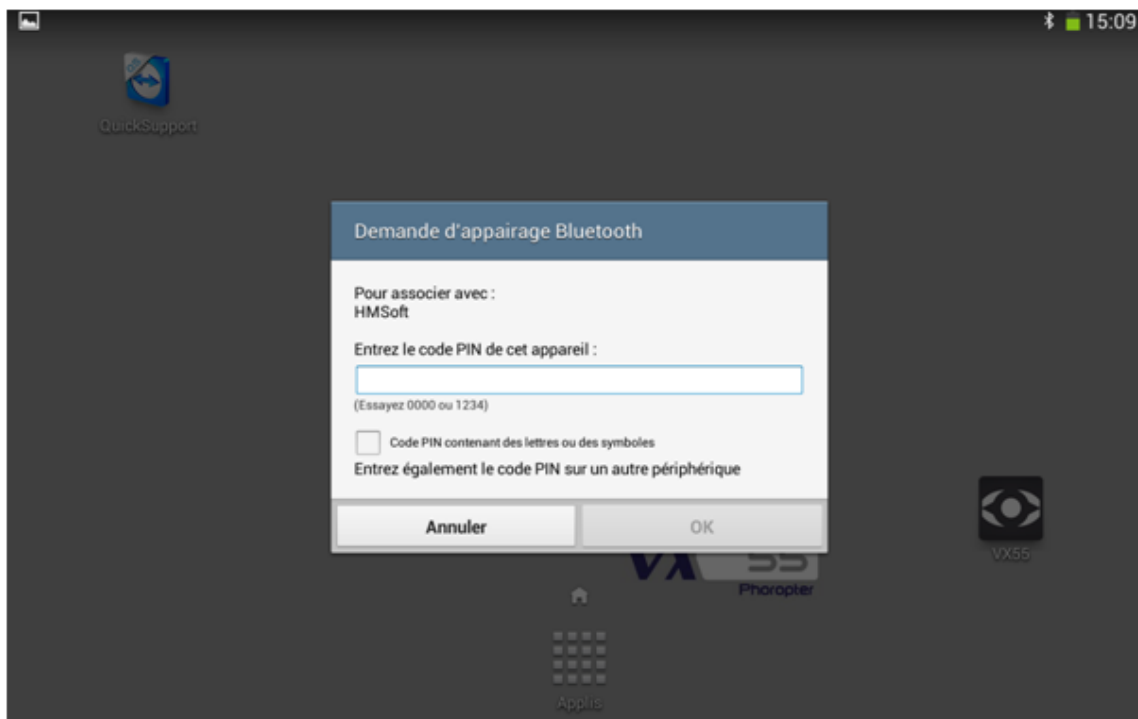 15:09
QuickSupport
Demande d'appairage Bluetooth
Pour associer avec :
HMSoft
Entrez le code PIN de cet appareil :
(Essayez 0000 ou 1234)
Code PIN contenant des lettres ou des symboles
Entrez également le code PIN sur un autre périphérique
Annuler
OK
VX 55
Phoropter
VX55
Applis